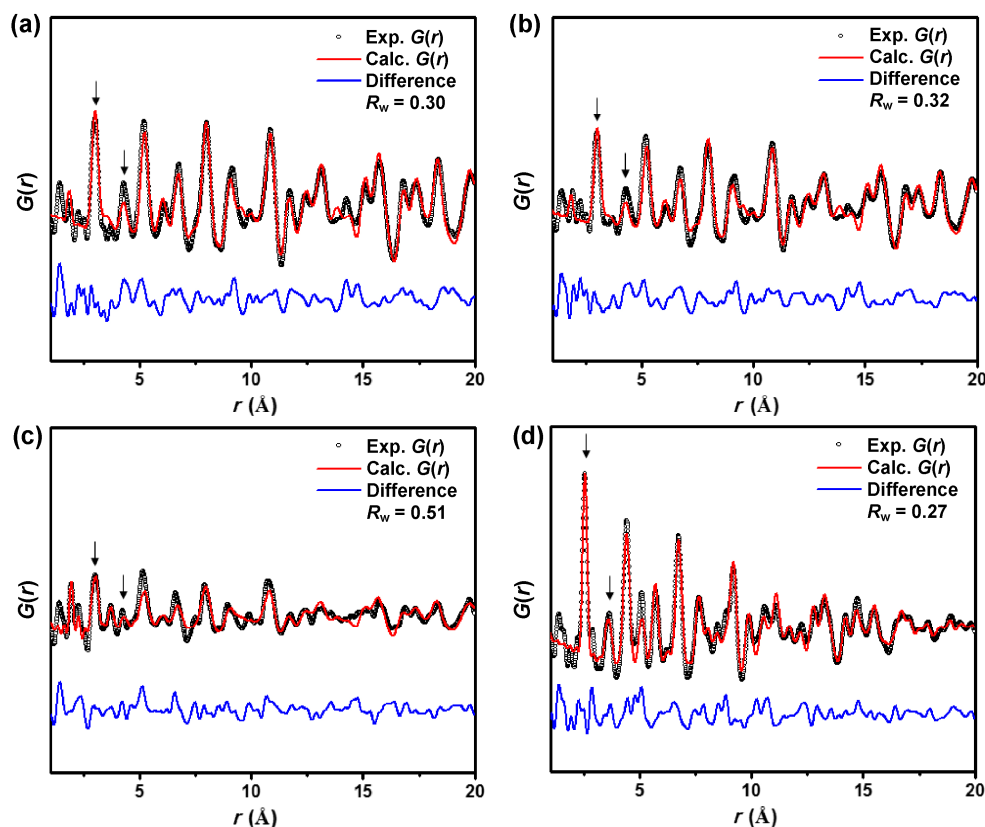 (a)
Exp. G(r)
Calc. G(r)
Difference
Rw = 0.30
G(r)
5 10 15 20
r (Å)
(b)
Exp. G(r)
Calc. G(r)
Difference
Rw = 0.32
G(r)
5 10 15 20
r (Å)
(c)
Exp. G(r)
Calc. G(r)
Difference
Rw = 0.51
G(r)
5 10 15 20
r (Å)
(d)
Exp. G(r)
Calc. G(r)
Difference
Rw = 0.27
G(r)
5 10 15 20
r (Å)